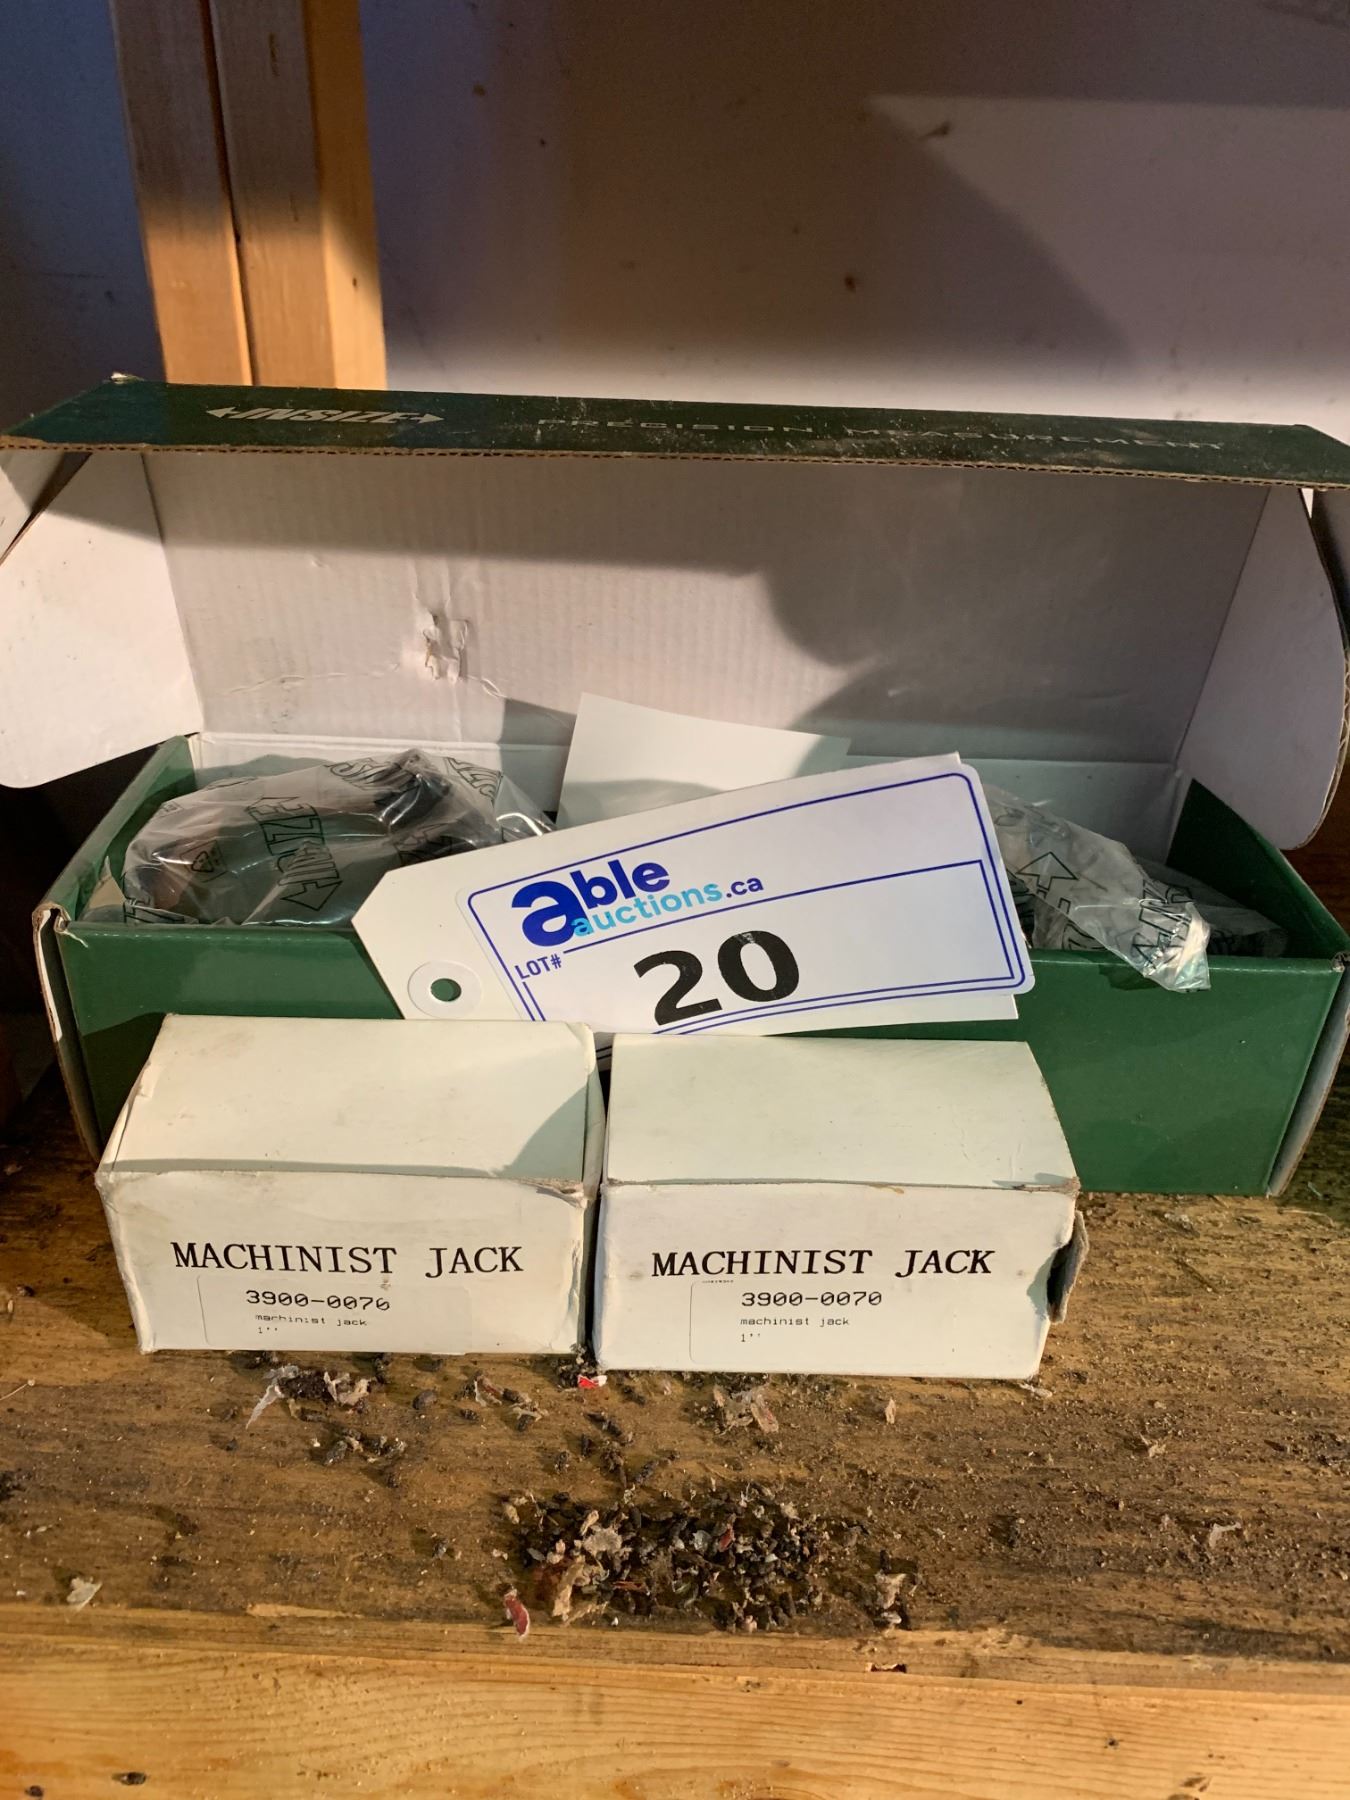 INSIZE PRECISION MEASUREMENT
INSIZE
able
auctions.ca
LOT#
20
MACHINIST JACK
3900-0070
machinist jack
1''
MACHINIST JACK
3900-0070
machinist jack
1''